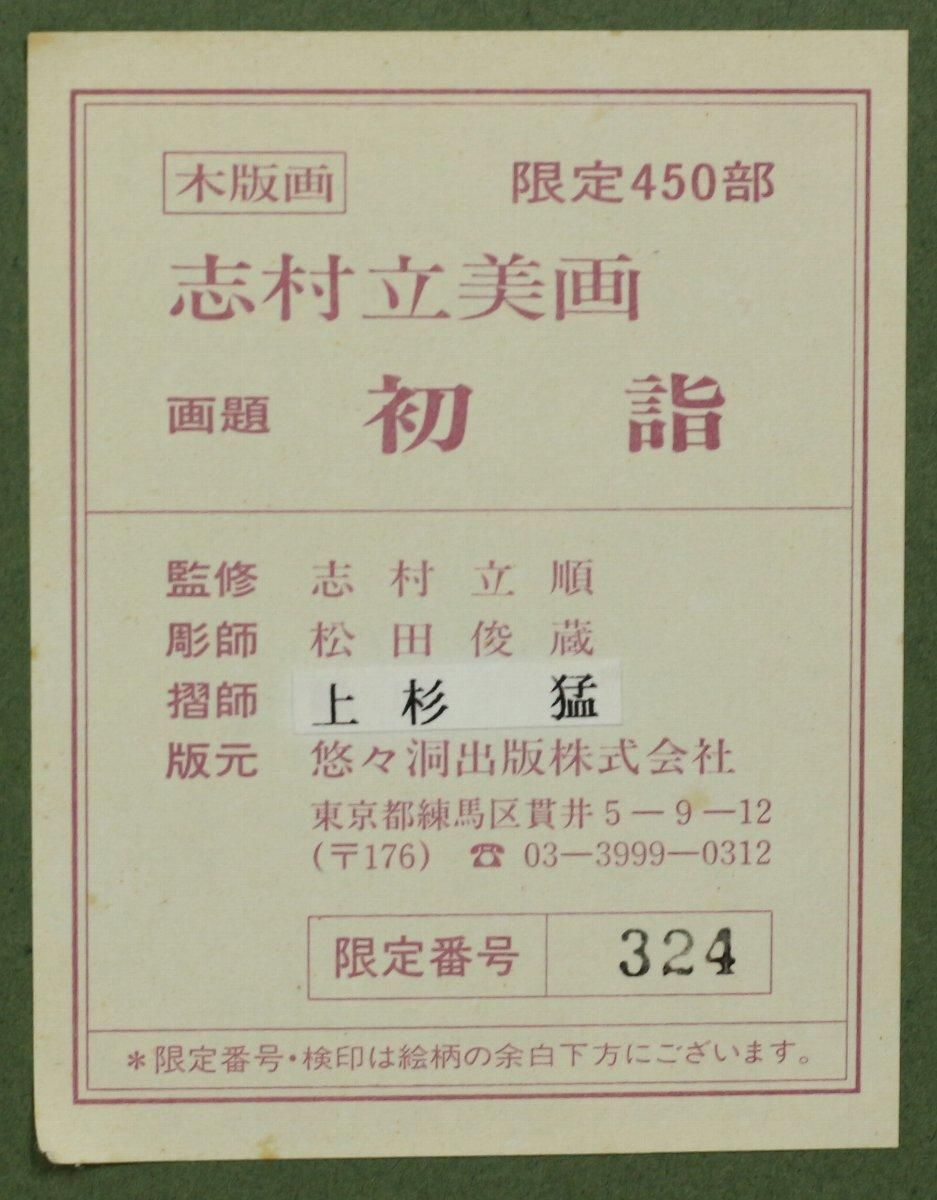 木版画 限定450部
志村立美画
画題 初詣
監修 志村立順
彫師 松田俊蔵
摺師 上杉 猛
版元 悠々洞出版株式会社
東京都練馬区貫井5－9－12
(〒176) ☎ 03－3999－0312
限定番号 324
＊限定番号・検印は絵柄の余白下方にございます。